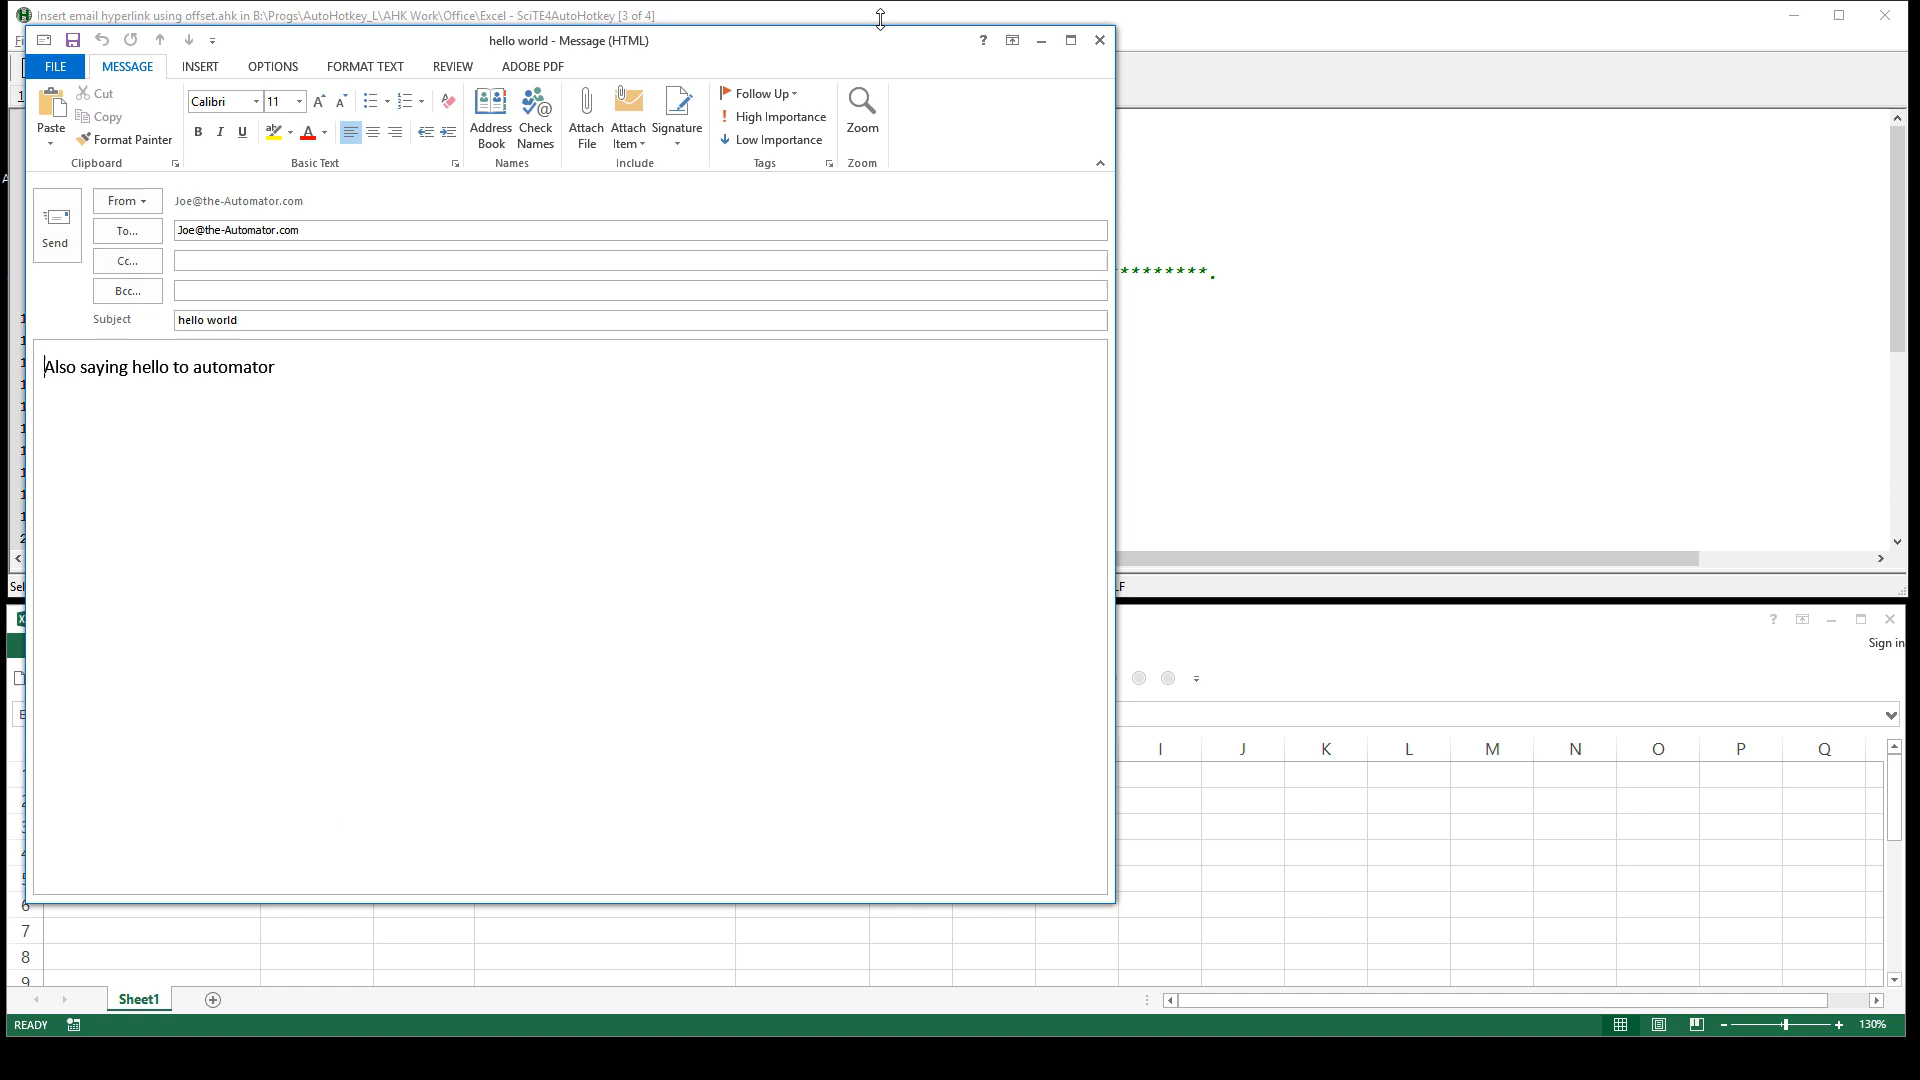 Insert email hyperlink using offset.ahk in B:\Progs\AutoHotkey_L\AHK Work\Office\Excel - SciTE4AutoHotkey [3 of 4]
hello world - Message (HTML)
FILE MESSAGE INSERT OPTIONS FORMAT TEXT REVIEW ADOBE PDF
Paste
Cut
Copy
Format Painter
Clipboard
Calibri 11
B I U
Basic Text
Address Book
Check Names
Names
Attach File
Attach Item
Signature
Include
Follow Up
High Importance
Low Importance
Tags
Zoom
Zoom
Send
From Joe@the-Automator.com
To... Joe@the-Automator.com
Cc...
Bcc...
Subject hello world
Also saying hello to automator
*********.
Sel
LF
Sign in
I J K L M N O P Q
6
7
8
9
Sheet1
READY
130%